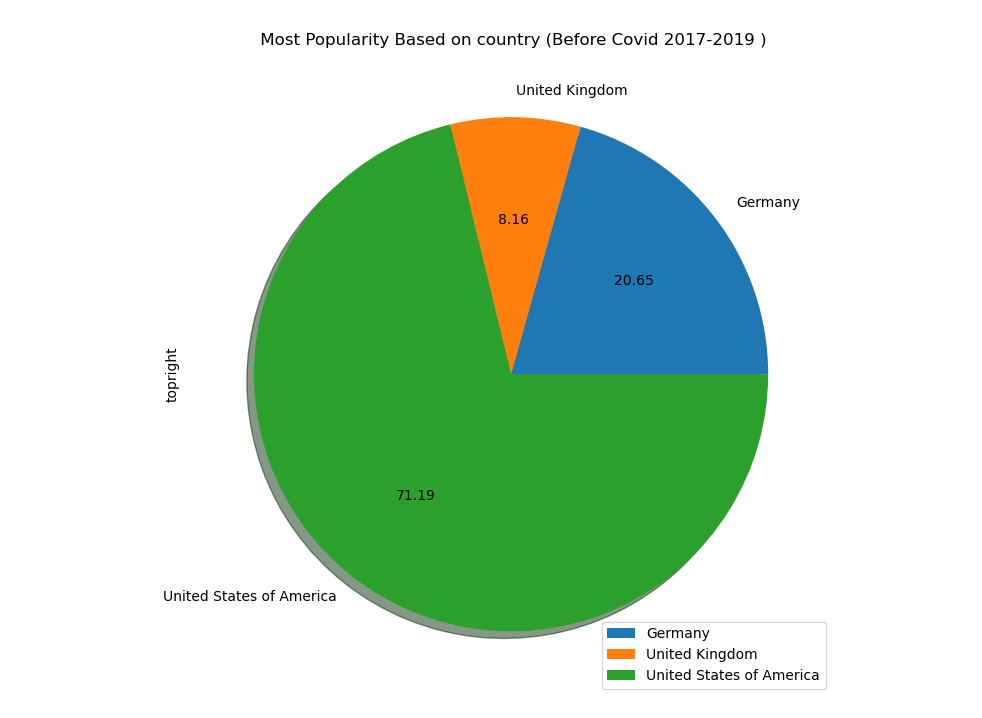 Most Popularity Based on country (Before Covid 2017-2019 )
United Kingdom
Germany
8.16
20.65
topright
71.19
United States of America
Germany
United Kingdom
United States of America